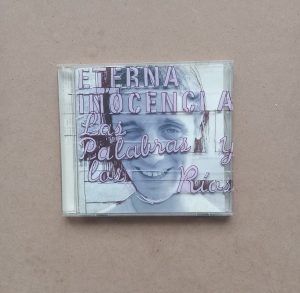 ETERNA
INOCENCIA
Las
Palabras y
los Ríos